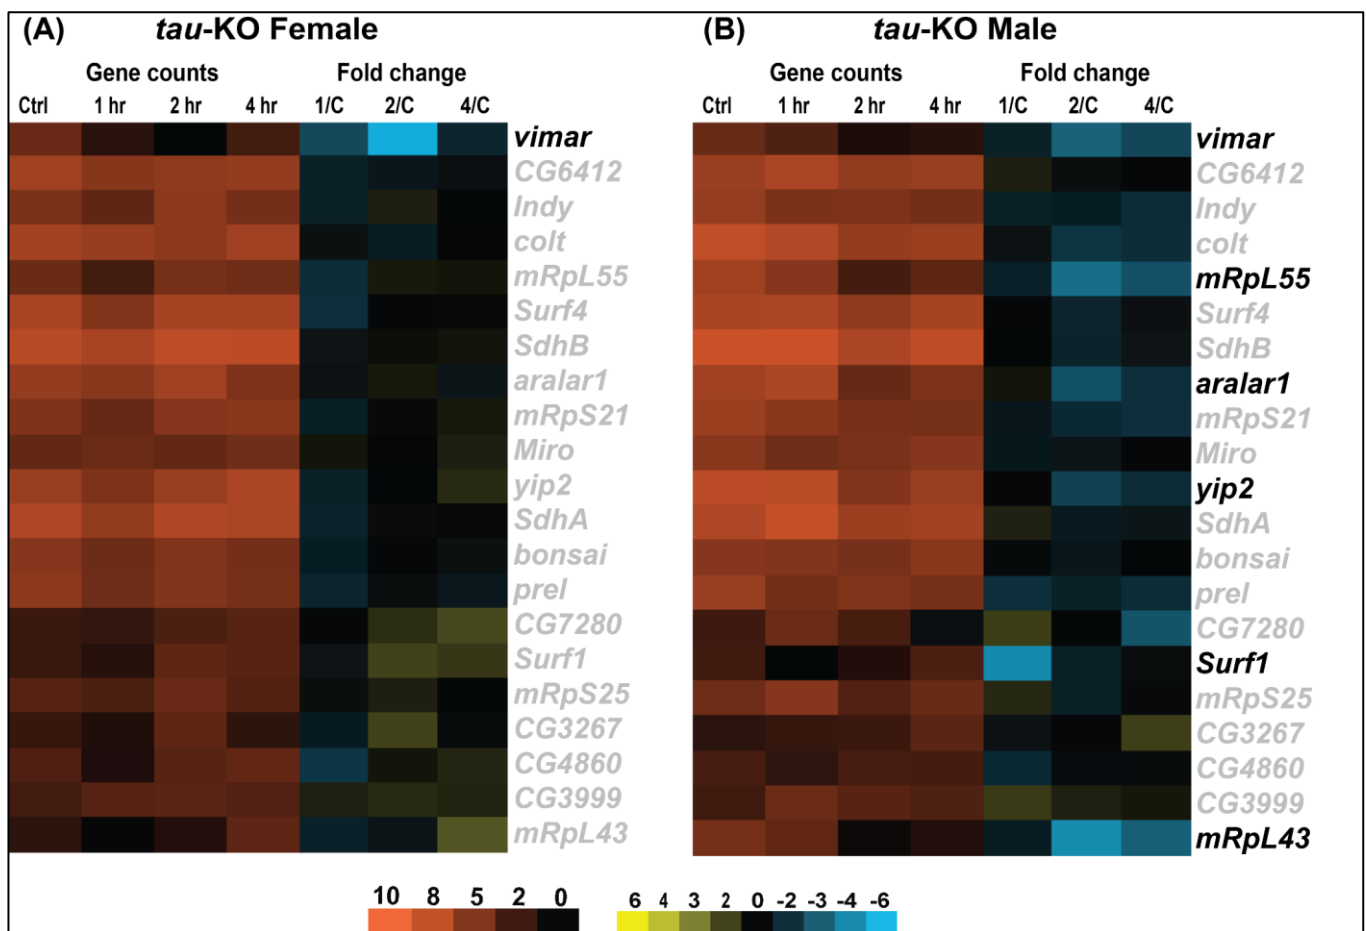 (A) tau-KO Female
Gene counts Fold change
Ctrl 1 hr 2 hr 4 hr 1/C 2/C 4/C
vimar
CG6412
Indy
colt
mRpL55
Surf4
SdhB
aralar1
mRpS21
Miro
yip2
SdhA
bonsai
prel
CG7280
Surf1
mRpS25
CG3267
CG4860
CG3999
mRpL43
(B) tau-KO Male
Gene counts Fold change
Ctrl 1 hr 2 hr 4 hr 1/C 2/C 4/C
vimar
CG6412
Indy
colt
mRpL55
Surf4
SdhB
aralar1
mRpS21
Miro
yip2
SdhA
bonsai
prel
CG7280
Surf1
mRpS25
CG3267
CG4860
CG3999
mRpL43
10 8 5 2 0
6 4 3 2 0 -2 -3 -4 -6